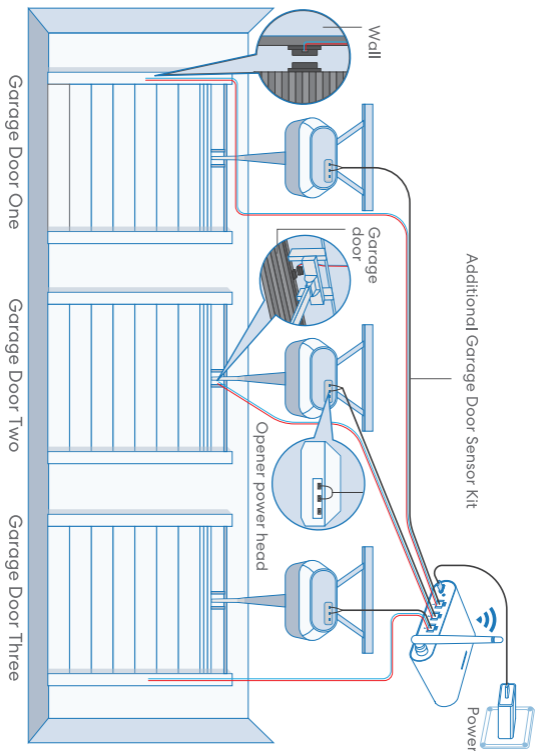 Additional Garage Door Sensor Kit
Power
Wall
Garage
door
Opener power head
Garage Door One
Garage Door Two
Garage Door Three